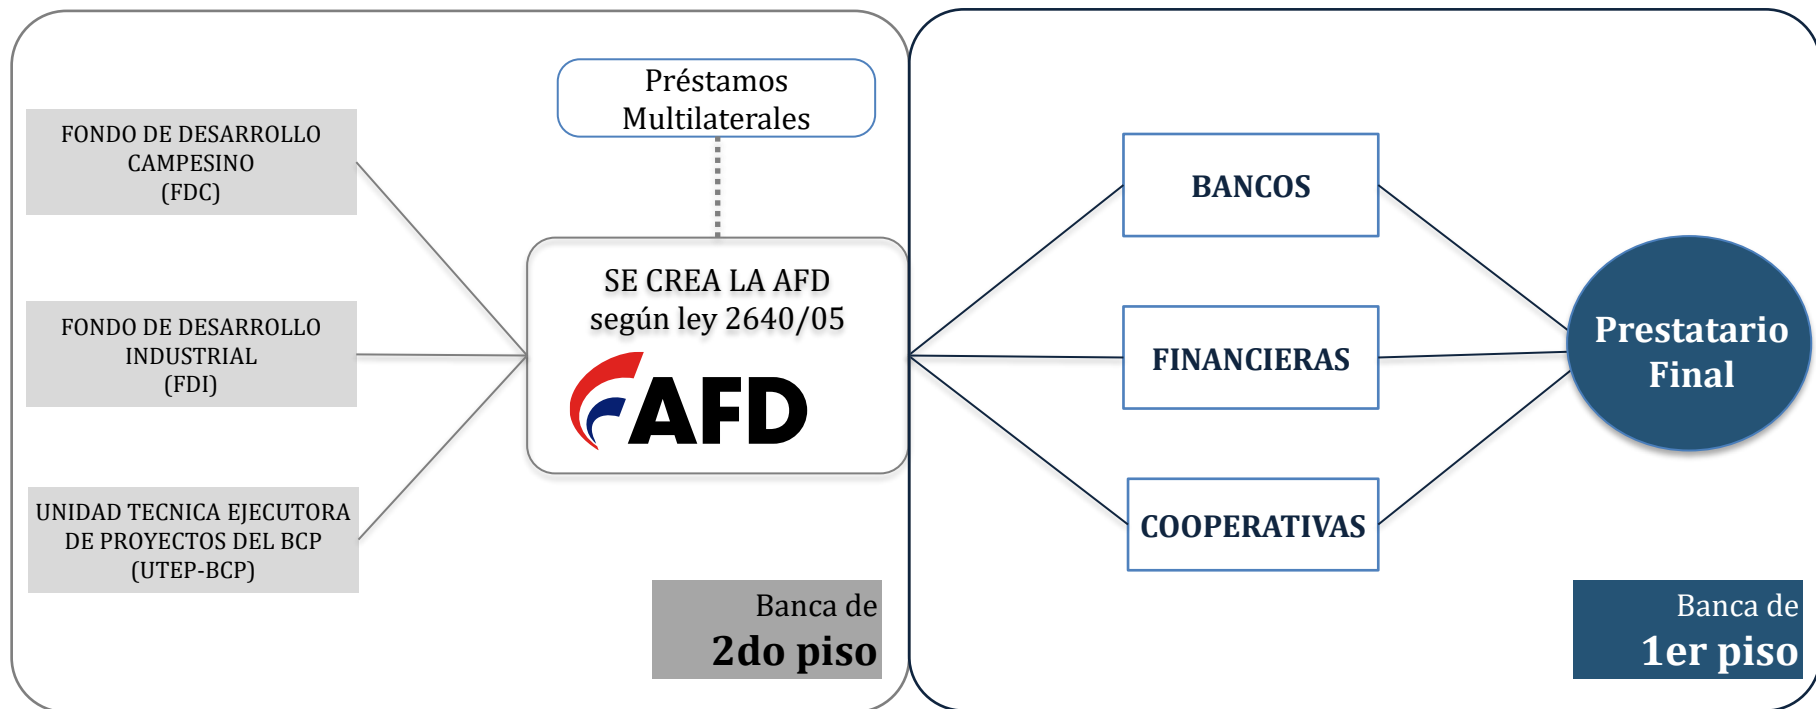 FONDO DE DESARROLLO
CAMPESINO
(FDC)
FONDO DE DESARROLLO
INDUSTRIAL
(FDI)
UNIDAD TECNICA EJECUTORA
DE PROYECTOS DEL BCP
(UTEP-BCP)
Préstamos
Multilaterales
SE CREA LA AFD
según ley 2640/05
AFD
Banca de
2do piso
BANCOS
FINANCIERAS
COOPERATIVAS
Prestatario
Final
Banca de
1er piso